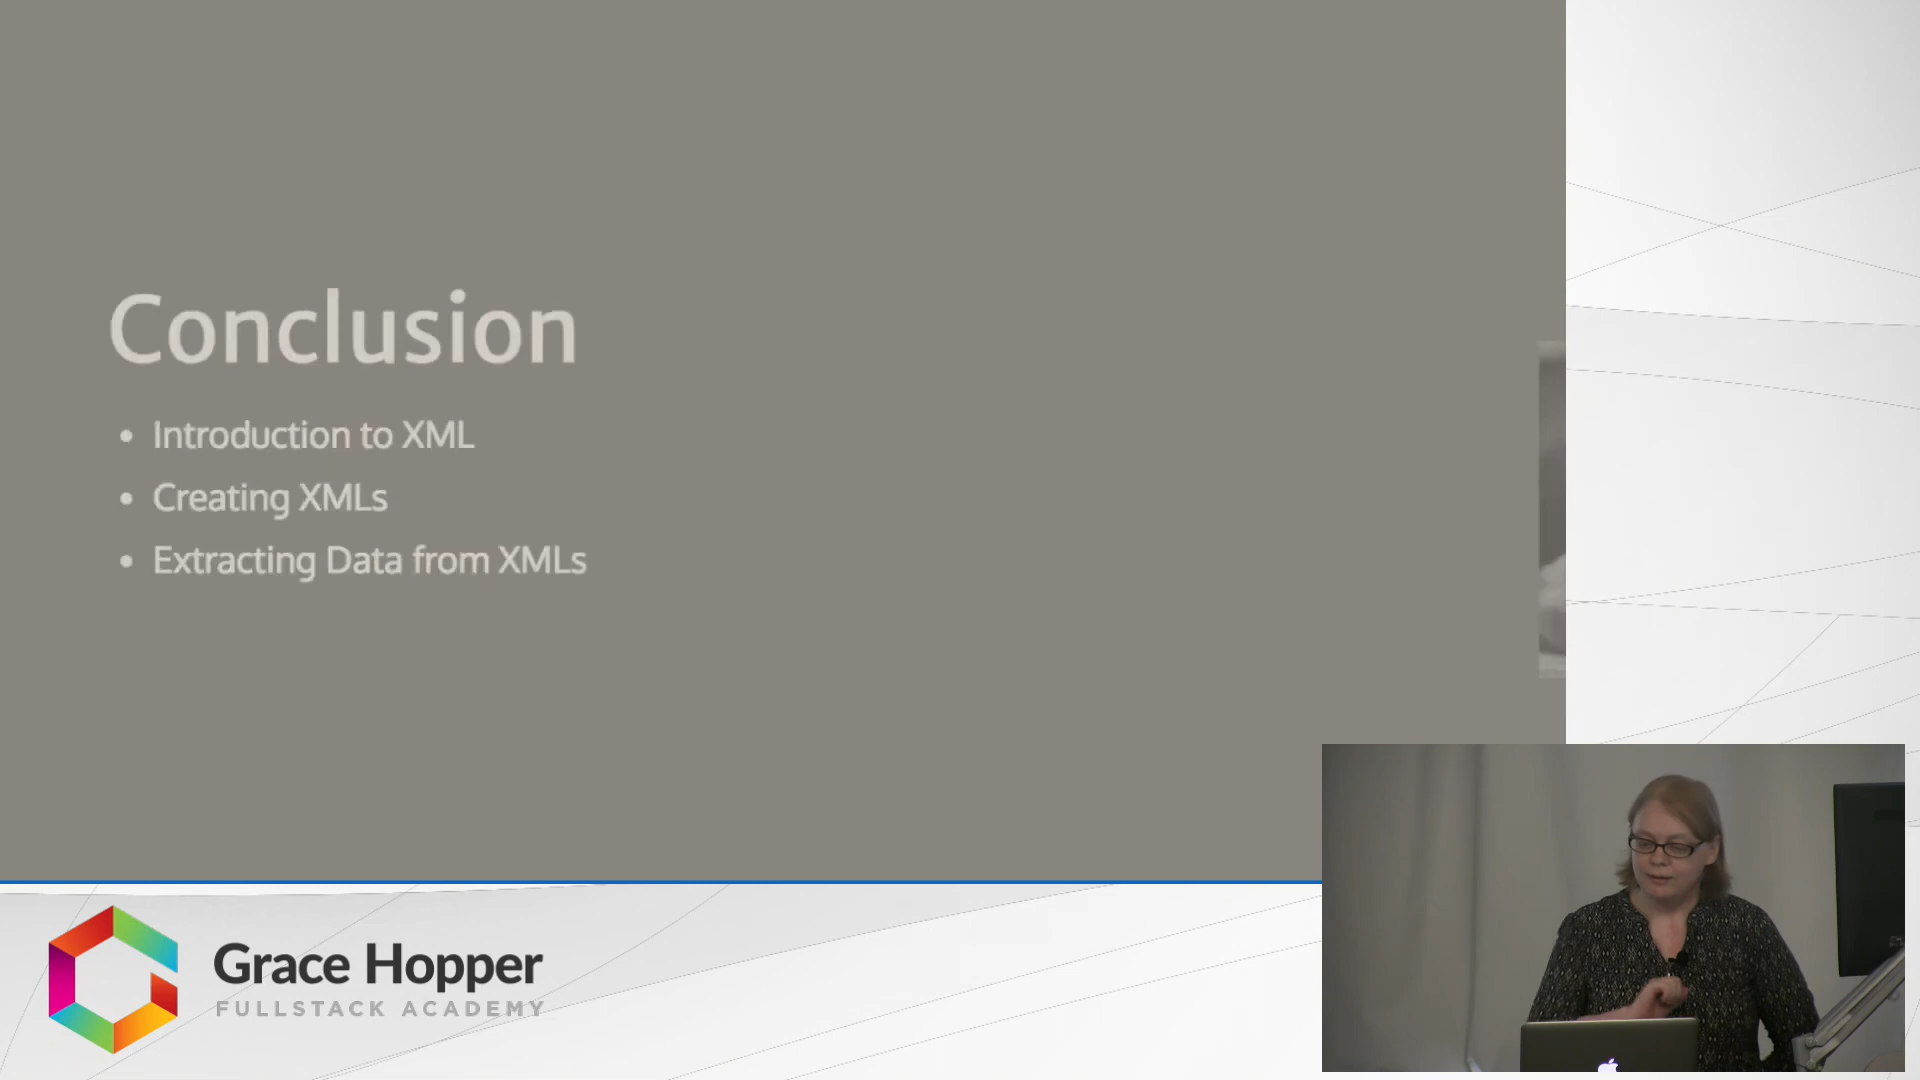 Conclusion
• Introduction to XML
• Creating XMLs
• Extracting Data from XMLs
Grace Hopper
FULLSTACK ACADEMY